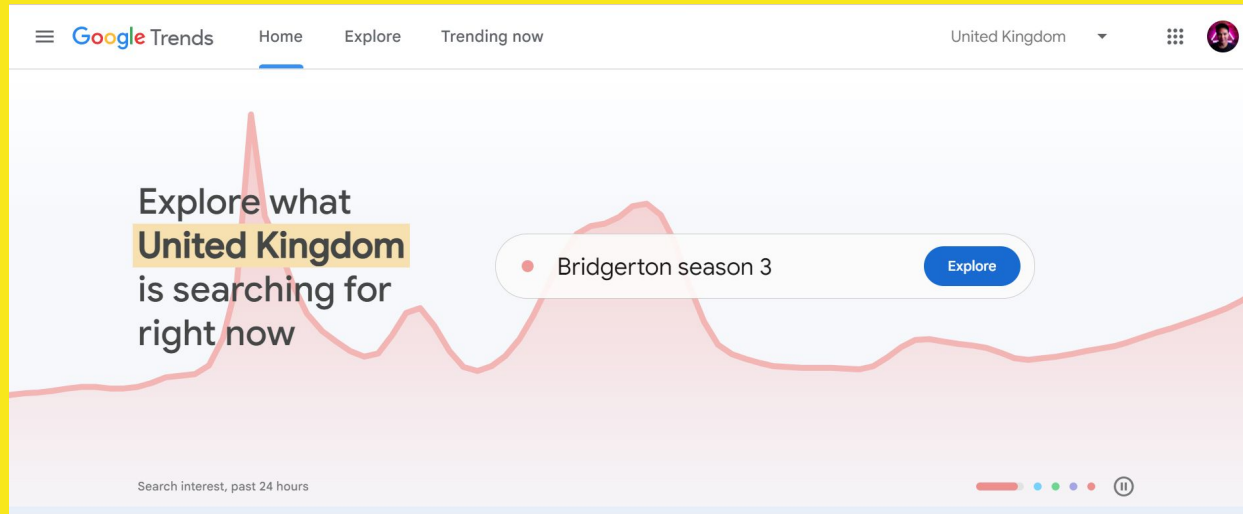 Google Trends Home Explore Trending now United Kingdom
Explore what
United Kingdom
is searching for
right now
Bridgerton season 3 Explore
Search interest, past 24 hours